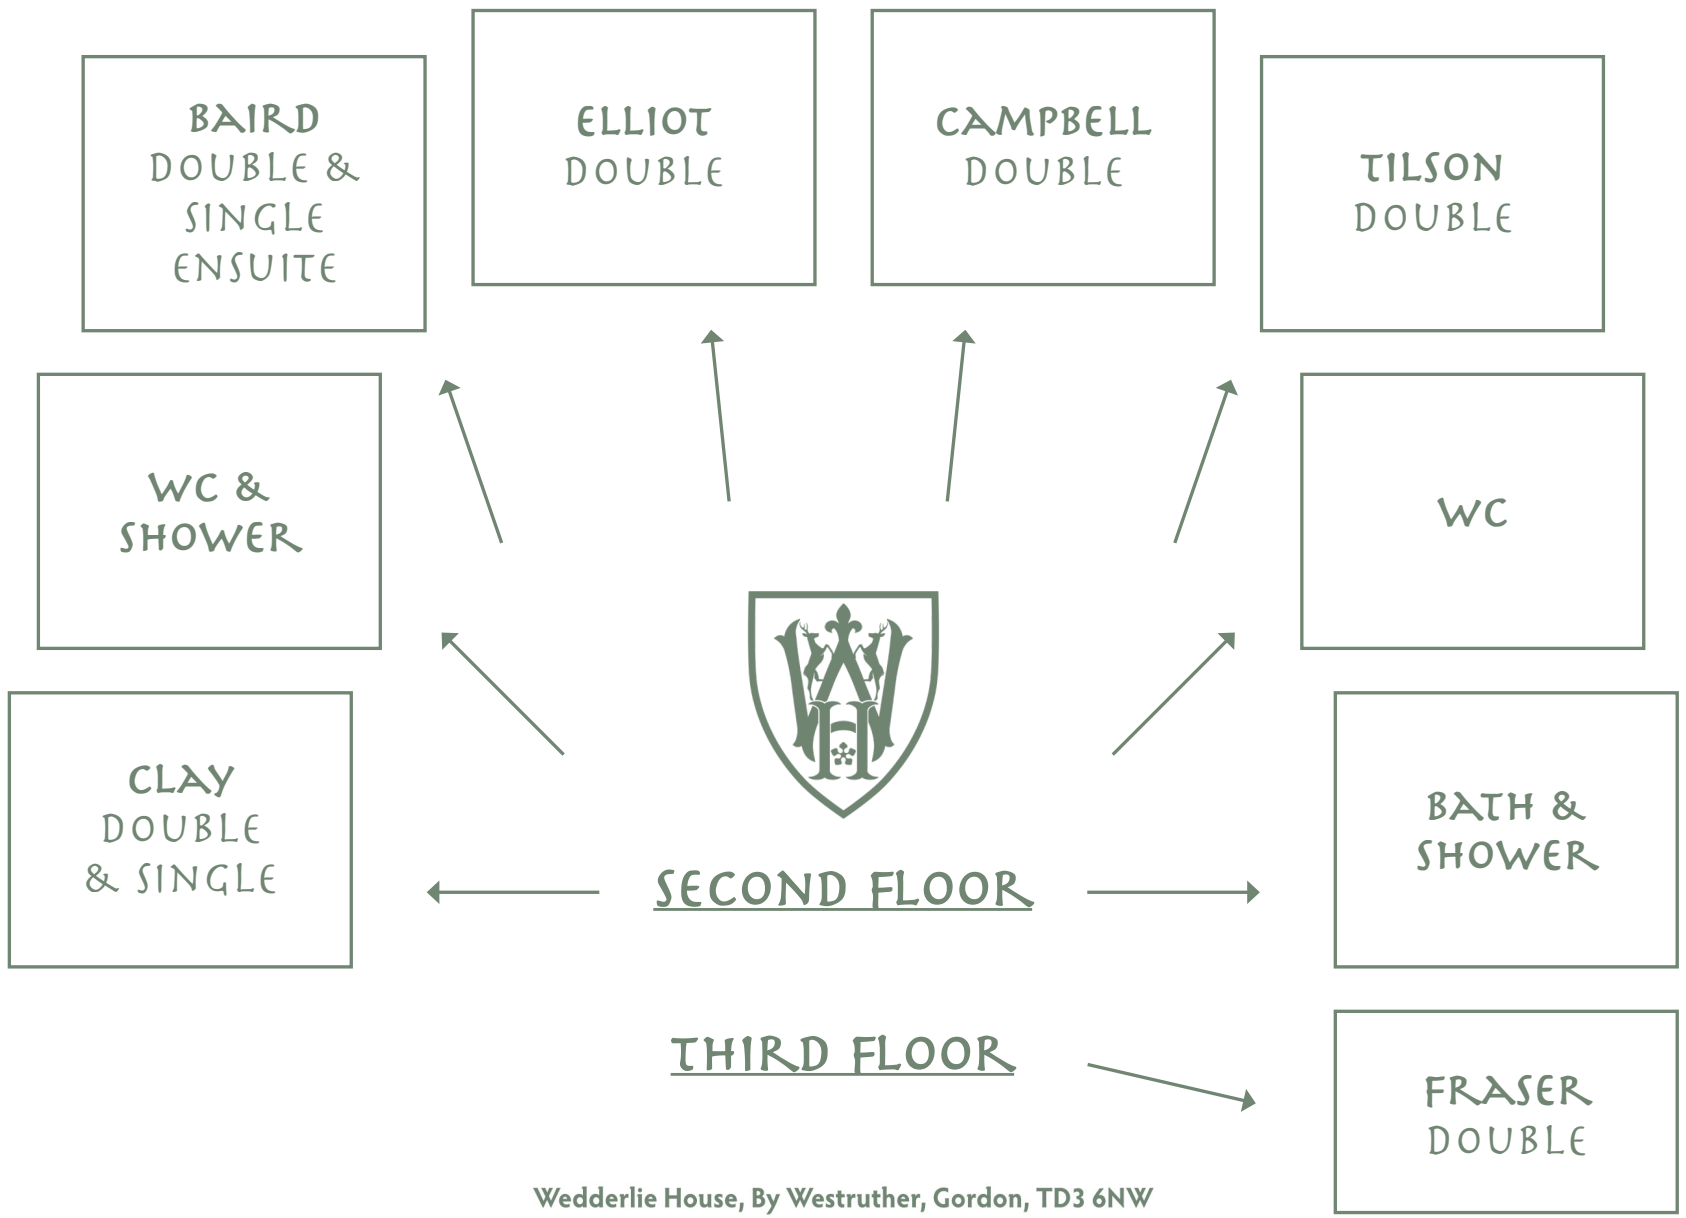 BAIRD
DOUBLE &
SINGLE
ENSUITE
ELLIOT
DOUBLE
CAMPBELL
DOUBLE
TILSON
DOUBLE
WC &
SHOWER
WC
CLAY
DOUBLE
& SINGLE
BATH &
SHOWER
SECOND FLOOR
THIRD FLOOR
FRASER
DOUBLE
Wedderlie House, By Westruther, Gordon, TD3 6NW